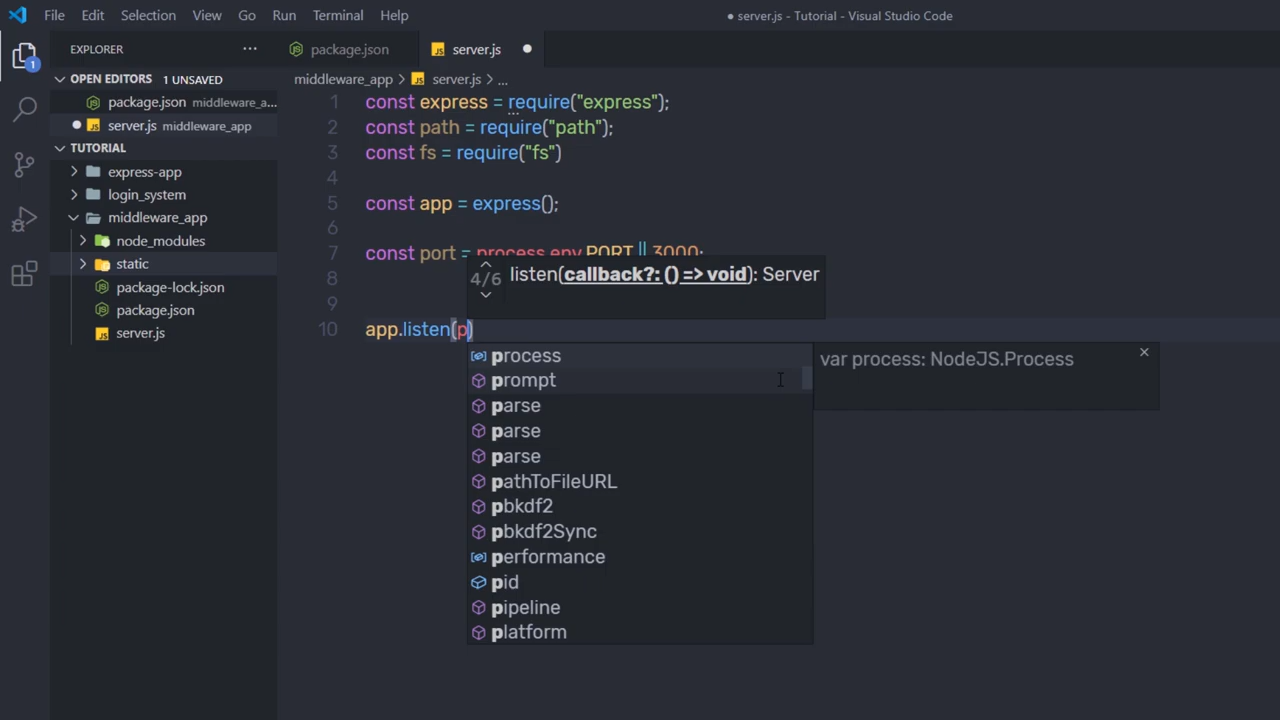 File Edit Selection View Go Run Terminal Help
● server.js - Tutorial - Visual Studio Code
EXPLORER ...
package.json
JS server.js ●
1
OPEN EDITORS 1 UNSAVED
package.json middleware_a...
● JS server.js middleware_app
TUTORIAL
express-app
login_system
middleware_app
node_modules
static
package-lock.json
package.json
JS server.js
middleware_app > JS server.js > ...
1 const express = require("express");
2 const path = require("path");
3 const fs = require("fs")
4
5 const app = express();
6
7 const port = process.env.PORT || 3000;
8
9
10 app.listen(p)
4/6 listen(callback?: () => void): Server
process
prompt
parse
parse
parse
pathToFileURL
pbkdf2
pbkdf2Sync
performance
pid
pipeline
platform
var process: NodeJS.Process